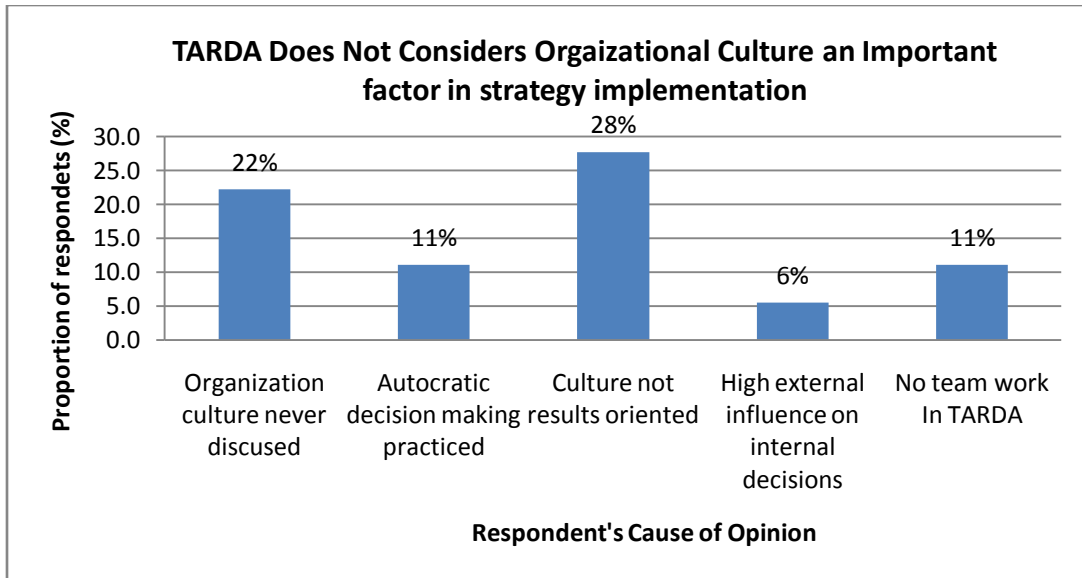 TARDA Does Not Considers Orgaizational Culture an Important
factor in strategy implementation
Proportion of respondets (%)
30.0
25.0
20.0
15.0
10.0
5.0
0.0
22%
11%
28%
6%
11%
Organization
culture never
discused
Autocratic
decision making
practiced
Culture not
results oriented
High external
influence on
internal
decisions
No team work
In TARDA
Respondent's Cause of Opinion